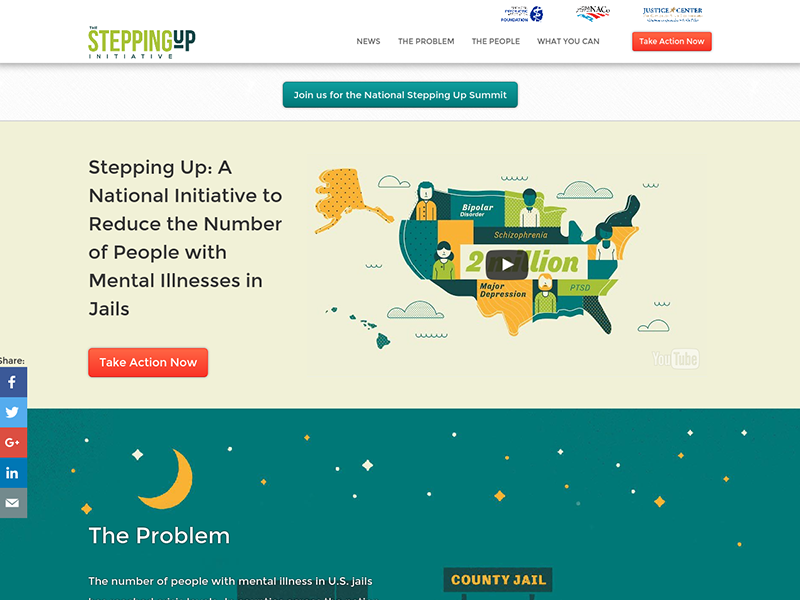 FOUNDATION
NACo
JUSTICE CENTER
THE
STEPPING UP
INITIATIVE
NEWS THE PROBLEM THE PEOPLE WHAT YOU CAN
Take Action Now
Join us for the National Stepping Up Summit
Stepping Up: A
National Initiative to
Reduce the Number
of People with
Mental Illnesses in
Jails
Take Action Now
Bipolar
Disorder
Schizophrenia
2 million
Major
Depression
PTSD
YouTube
Share:
f
G+
in
The Problem
The number of people with mental illness in U.S. jails
COUNTY JAIL